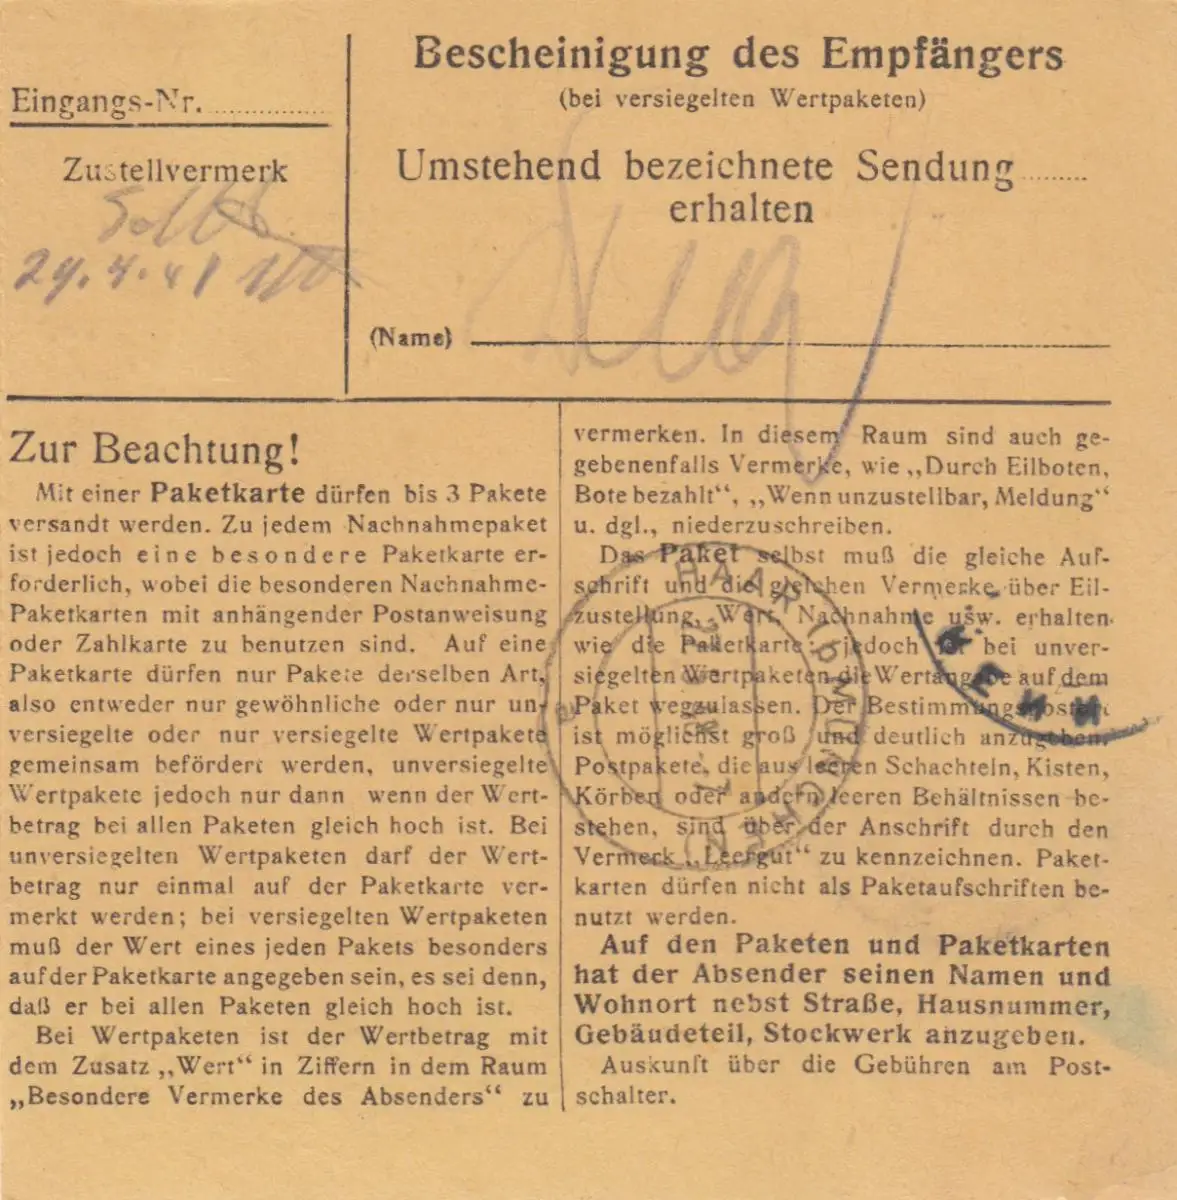 Eingangs-Nr.
Zustellvermerk
29.4.48
Bescheinigung des Empfängers
(bei versiegelten Wertpaketen)
Umstehend bezeichnete Sendung
erhalten
(Name)
Zur Beachtung!
Mit einer Paketkarte dürfen bis 3 Pakete
versandt werden. Zu jedem Nachnahmepaket
ist jedoch eine besondere Paketkarte er-
forderlich, wobei die besonderen Nachnahme-
Paketkarten mit anhängender Postanweisung
oder Zahlkarte zu benutzen sind. Auf eine
Paketkarte dürfen nur Pakete derselben Art,
also entweder nur gewöhnliche oder nur un-
versiegelte oder nur versiegelte Wertpakete
gemeinsam befördert werden, unversiegelte
Wertpakete jedoch nur dann wenn der Wert-
betrag bei allen Paketen gleich hoch ist. Bei
unversiegelten Wertpaketen darf der Wert-
betrag nur einmal auf der Paketkarte ver-
merkt werden; bei versiegelten Wertpaketen
muß der Wert eines jeden Pakets besonders
auf der Paketkarte angegeben sein, es sei denn,
daß er bei allen Paketen gleich hoch ist.
Bei Wertpaketen ist der Wertbetrag mit
dem Zusatz „Wert“ in Ziffern in dem Raum
„Besondere Vermerke des Absenders“ zu
vermerken. In diesem Raum sind auch ge-
gebenenfalls Vermerke, wie „Durch Eilboten,
Bote bezahlt“, „Wenn unzustellbar, Meldung“
u. dgl., niederzuschreiben.
Das Paket selbst muß die gleiche Auf-
schrift und die gleichen Vermerke über Eil-
zustellung, Wert, Nachnahme usw. erhalten
wie die Paketkarte; jedoch ist bei unver-
siegelten Wertpaketen die Wertangabe auf dem
Paket wegzulassen. Der Bestimmungsort
ist möglichst groß und deutlich anzugeben.
Postpakete, die aus leeren Schachteln, Kisten,
Körben oder andern leeren Behältnissen be-
stehen, sind über der Anschrift durch den
Vermerk „Leergut“ zu kennzeichnen. Paket-
karten dürfen nicht als Paketaufschriften be-
nutzt werden.
Auf den Paketen und Paketkarten
hat der Absender seinen Namen und
Wohnort nebst Straße, Hausnummer,
Gebäudeteil, Stockwerk anzugeben.
Auskunft über die Gebühren am Post-
schalter.
HAAR (b. MÜNCHEN)